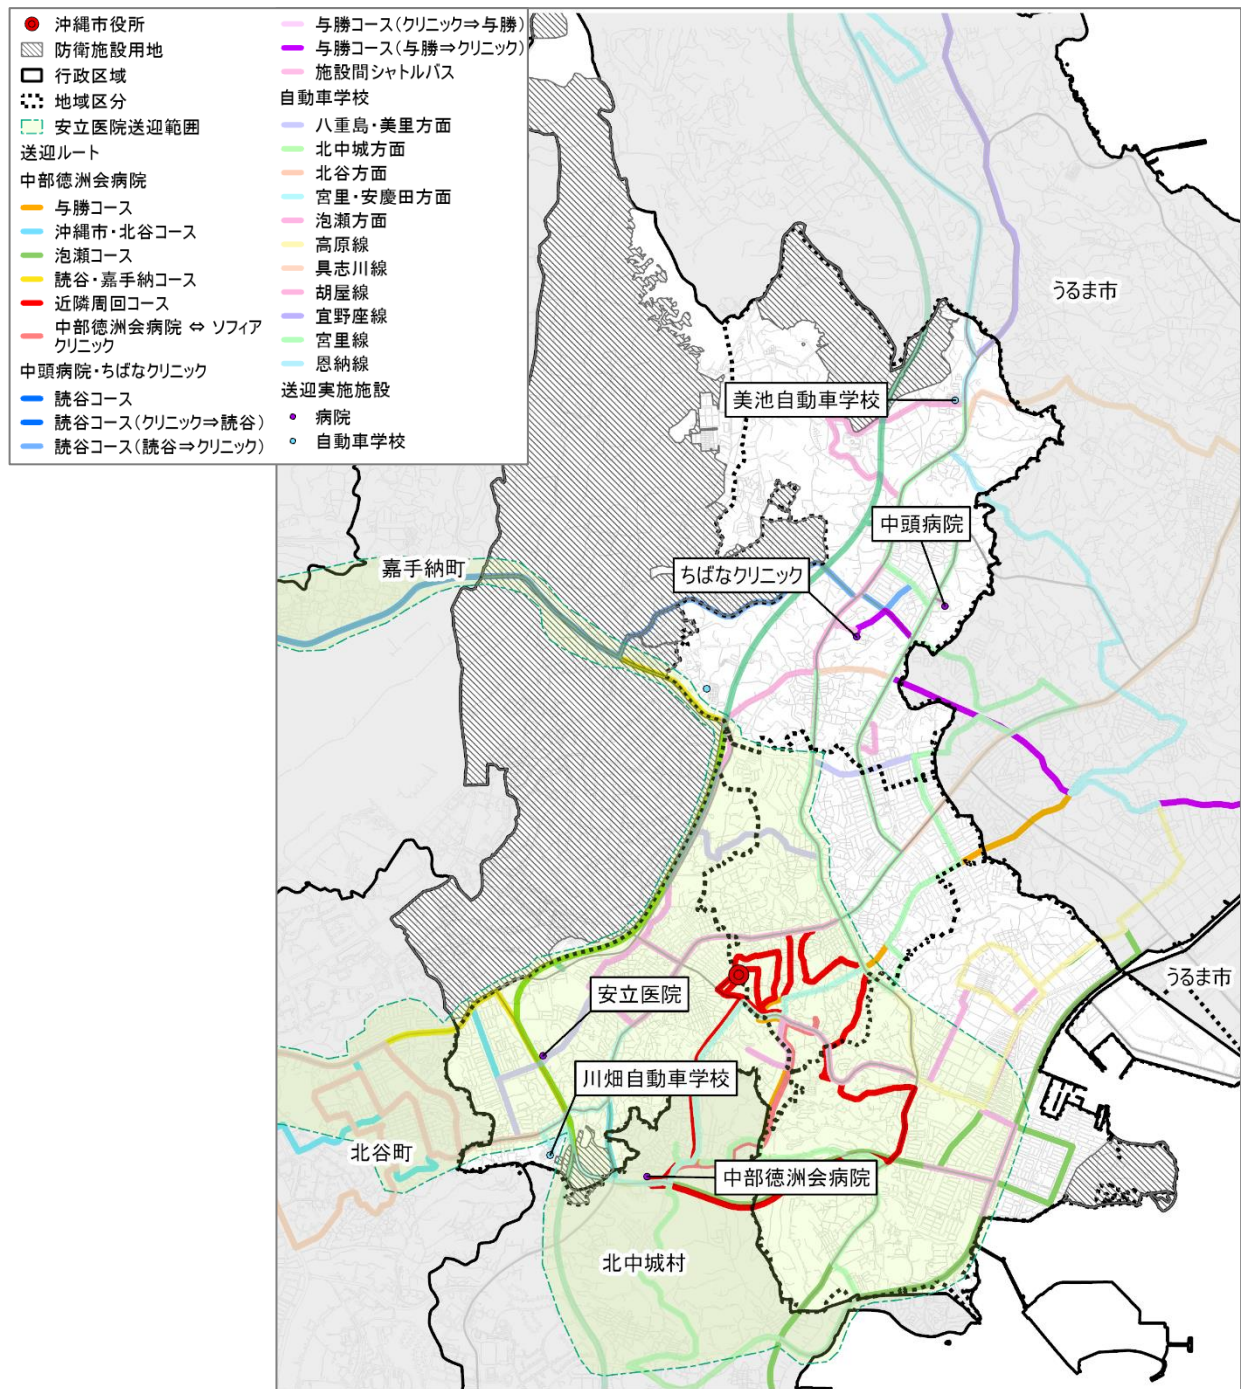 沖縄市役所
防衛施設用地
行政区域
地域区分
安立医院送迎範囲
送迎ルート
中部徳洲会病院
与勝コース
沖縄市・北谷コース
泡瀬コース
読谷・嘉手納コース
近隣周回コース
中部徳洲会病院 ⇔ ソフィア
クリニック
中頭病院・ちばなクリニック
読谷コース
読谷コース(クリニック⇒読谷)
読谷コース(読谷⇒クリニック)
与勝コース(クリニック⇒与勝)
与勝コース(与勝⇒クリニック)
施設間シャトルバス
自動車学校
八重島・美里方面
北中城方面
北谷方面
宮里・安慶田方面
泡瀬方面
高原線
具志川線
胡屋線
宜野座線
宮里線
恩納線
送迎実施施設
病院
自動車学校
うるま市
美池自動車学校
中頭病院
ちばなクリニック
嘉手納町
うるま市
安立医院
川畑自動車学校
北谷町
中部徳洲会病院
北中城村